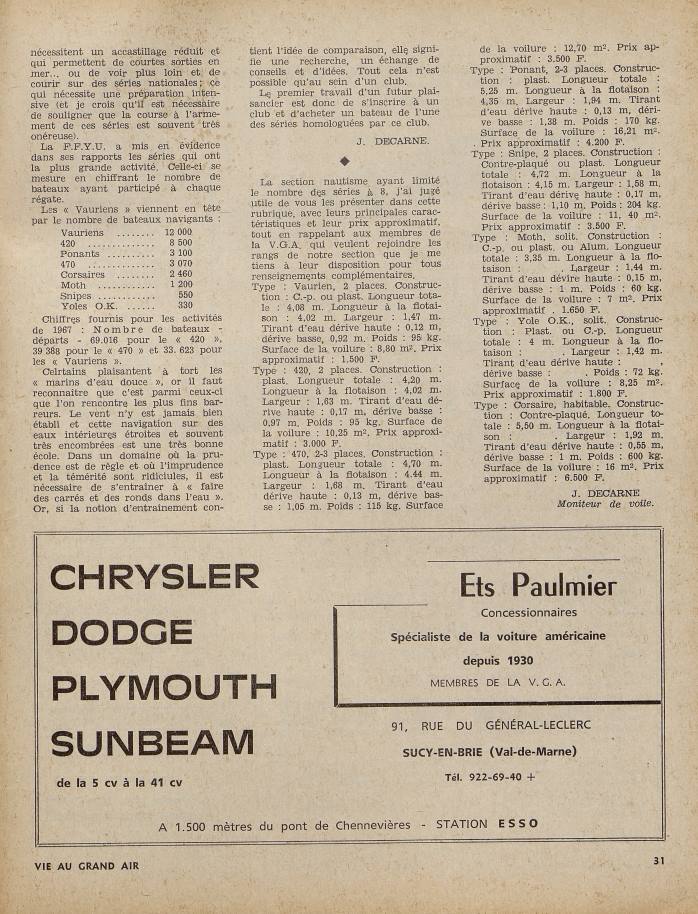 nécessitent un accastillage réduit et
qui permettent de courtes sorties en
mer... ou de voir plus loin et de
courir sur des séries nationales; ce
qui nécessite une préparation inten-
sive (et je crois qu'il est nécessaire
de souligner que la course à l'arme-
ment de ces séries est souvent très
onéreuse).
La F.F.Y.U. a mis en évidence
dans ses rapports les séries qui ont
la plus grande activité. Celle-ci se
mesure en chiffrant le nombre de
bateaux ayant participé à chaque
régate.
Les « Vauriens » viennent en tête
par le nombre de bateaux navigants :
Vauriens ........ 12 000
420 ............. 8 500
Ponants .......... 3 100
470 .............. 3 070
Corsaires ........ 2 460
Moth ............ 1 200
Snipes ............ 550
Yoles O.K. ...... 330
Chiffres fournis pour les activités
de 1967 : Nombre de bateaux -
départs - 69.016 pour le « 420 »,
39 388 pour le « 470 » et 33. 623 pour
les « Vauriens ».
Celrtains plaisantent à tort les
« marins d'eau douce », or il faut
reconnaitre que c'est parmi ceux-ci
que l'on rencontre les plus fins bar-
reurs. Le vent n'y est jamais bien
établi et cette navigation sur des
eaux intérieures étroites et souvent
très encombrées est une très bonne
école. Dans un domaine où la pru-
dence est de règle et où l'imprudence
et la témérité sont ridiciules, il est
nécessaire de s'entrainer à « faire
des carrés et des ronds dans l'eau ».
Or, si la notion d'entrainement con-
tient l'idée de comparaison, elle signi-
fie une recherche, un échange de
conseils et d'idées. Tout cela n'est
possible qu'au sein d'un club.
Le premier travail d'un futur plai-
sancier est donc de s'inscrire à un
club et d'acheter un bateau de l'une
des séries homologuées par ce club.
J. DECARNE.
◆
La section nautisme ayant limité
le nombre des séries à 8, j'ai jugé
utile de vous les présenter dans cette
rubrique, avec leurs principales carac-
téristiques et leur prix approximatif,
tout en rappelant aux membres de
la V.G.A. qui veulent rejoindre les
rangs de notre section que je me
tiens à leur disposition pour tous
renseignements complémentaires.
Type : Vaurien, 2 places. Construc-
tion : C.-p. ou plast. Longueur tota-
le : 4,08 m. Longueur à la flotai-
son : 4,02 m. Largeur : 1,47 m.
Tirant d'eau dérive haute : 0,12 m,
dérive basse, 0,92 m. Poids : 95 kg.
Surface de la voilure : 8,80 m². Prix
approximatif : 1.500 F.
Type : 420, 2 places. Construction :
plast. Longueur totale : 4,20 m.
Longueur à la flotaison : 4,02 m.
Largeur : 1,63 m. Tirant d'eau dé-
rive haute : 0,17 m, dérive basse :
0,97 m. Poids : 95 kg. Surface de
la voilure : 10,25 m². Prix approxi-
matif : 3.000 F.
Type : 470, 2-3 places. Construction :
plast. Longueur totale : 4,70 m.
Longueur à la flotaison : 4.44 m.
Largeur : 1,68 m. Tirant d'eau
dérive haute : 0,13 m, dérive bas-
se : 1,05 m. Poids : 115 kg. Surface
de la voilure : 12,70 m². Prix ap-
proximatif : 3.500 F.
Type : Ponant, 2-3 places. Construc-
tion : plast. Longueur totale :
5,25 m. Longueur à la flotaison :
4,35 m. Largeur : 1,94 m. Tirant
d'eau dérive haute : 0,13 m, déri-
ve basse : 1,38 m. Poids : 170 kg.
Surface de la voilure : 16,21 m².
Prix approximatif : 4.200 F.
Type : Snipe, 2 places. Construction :
Contre-plaqué ou plast. Longueur
totale : 4,72 m. Longueur à la
flotaison : 4,15 m. Largeur : 1,58 m,
Tirant d'eau dérive haute : 0,17 m,
dérive basse : 1,10 m, Poids : 204 kg.
Surface de la voilure : 11, 40 m².
Prix approximatif : 3.500 F.
Type : Moth, solit. Construction :
C.-p. ou plast. ou Alum. Longueur
totale : 3,35 m. Longueur à la flo-
taison : . Largeur : 1,44 m.
Tirant d'eau dévire haute : 0,15 m,
dérive basse : 1 m. Poids : 60 kg.
Surface de la voilure : 7 m². Prix
approximatif . 1.650 F.
Type : Yole O.K., solit. Construc-
tion : Plast. ou C.-p. Longueur
totale : 4 m. Longueur à la flo-
taison : . Largeur : 1,42 m.
Tirant d'eau dérive haute : ,
dérive basse : . Poids : 72 kg.
Surface de la voilure : 8,25 m².
Prix approximatif : 1.800 F.
Type : Corsaire, habitable. Construc-
tion : Contre-plaqué. Longueur to-
tale : 5,50 m. Longueur à la flotai-
son : . Largeur : 1,92 m.
Tirant d'eau dérive haute : 0,55 m,
dérive basse : 1 m. Poids : 600 kg.
Surface de la voilure : 16 m². Prix
approximatif : 6.500 F.
J. DECARNE
Moniteur de voile.
CHRYSLER
DODGE
PLYMOUTH
SUNBEAM
de la 5 cv à la 41 cv
Ets Paulmier
Concessionnaires
Spécialiste de la voiture américaine
depuis 1930
MEMBRES DE LA V.G.A.
91, RUE DU GÉNÉRAL-LECLERC
SUCY-EN-BRIE (Val-de-Marne)
Tél. 922-69-40 +
A 1.500 mètres du pont de Chennevières - STATION ESSO
VIE AU GRAND AIR
31